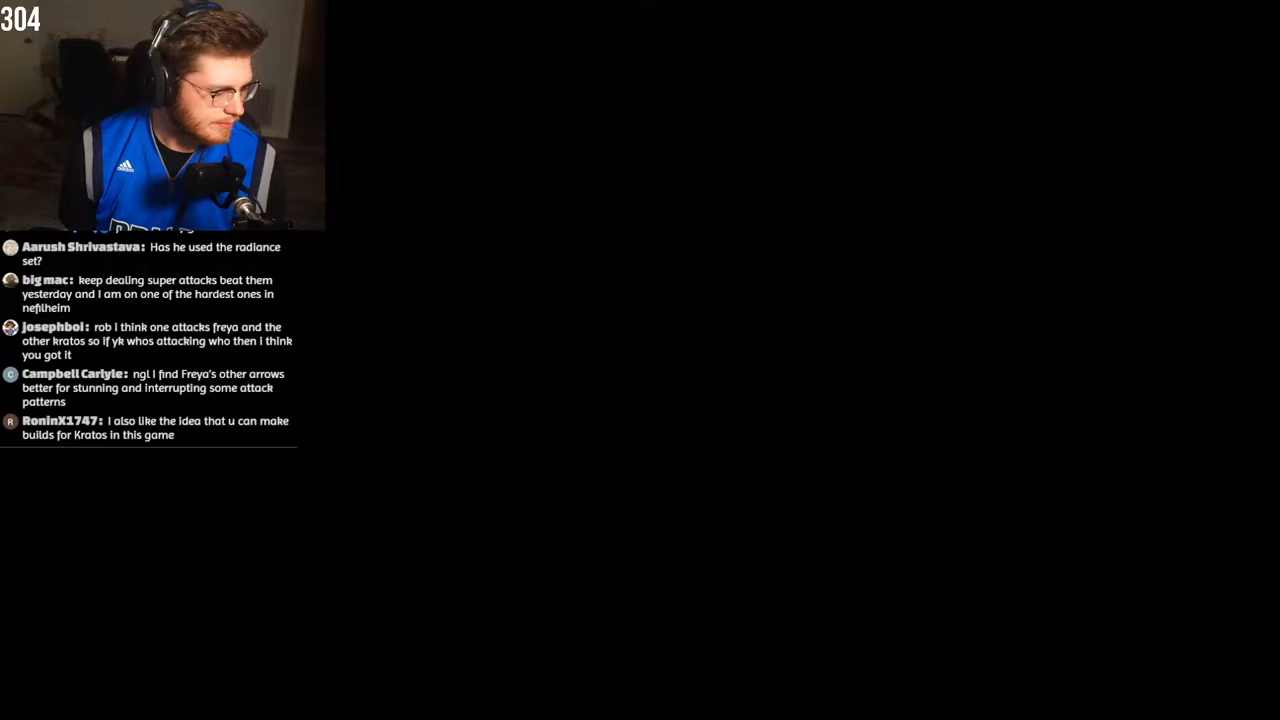 304
adidas
Aarush Shrivastava: Has he used the radiance
set?
big mac: keep dealing super attacks beat them
yesterday and I am on one of the hardest ones in
nefilheim
josephboi: rob i think one attacks freya and the
other kratos so if yk whos attacking who then i think
you got it
C Campbell Carlyle: ngl I find Freya's other arrows
better for stunning and interrupting some attack
patterns
R RoninX1747: I also like the idea that u can make
builds for Kratos in this game